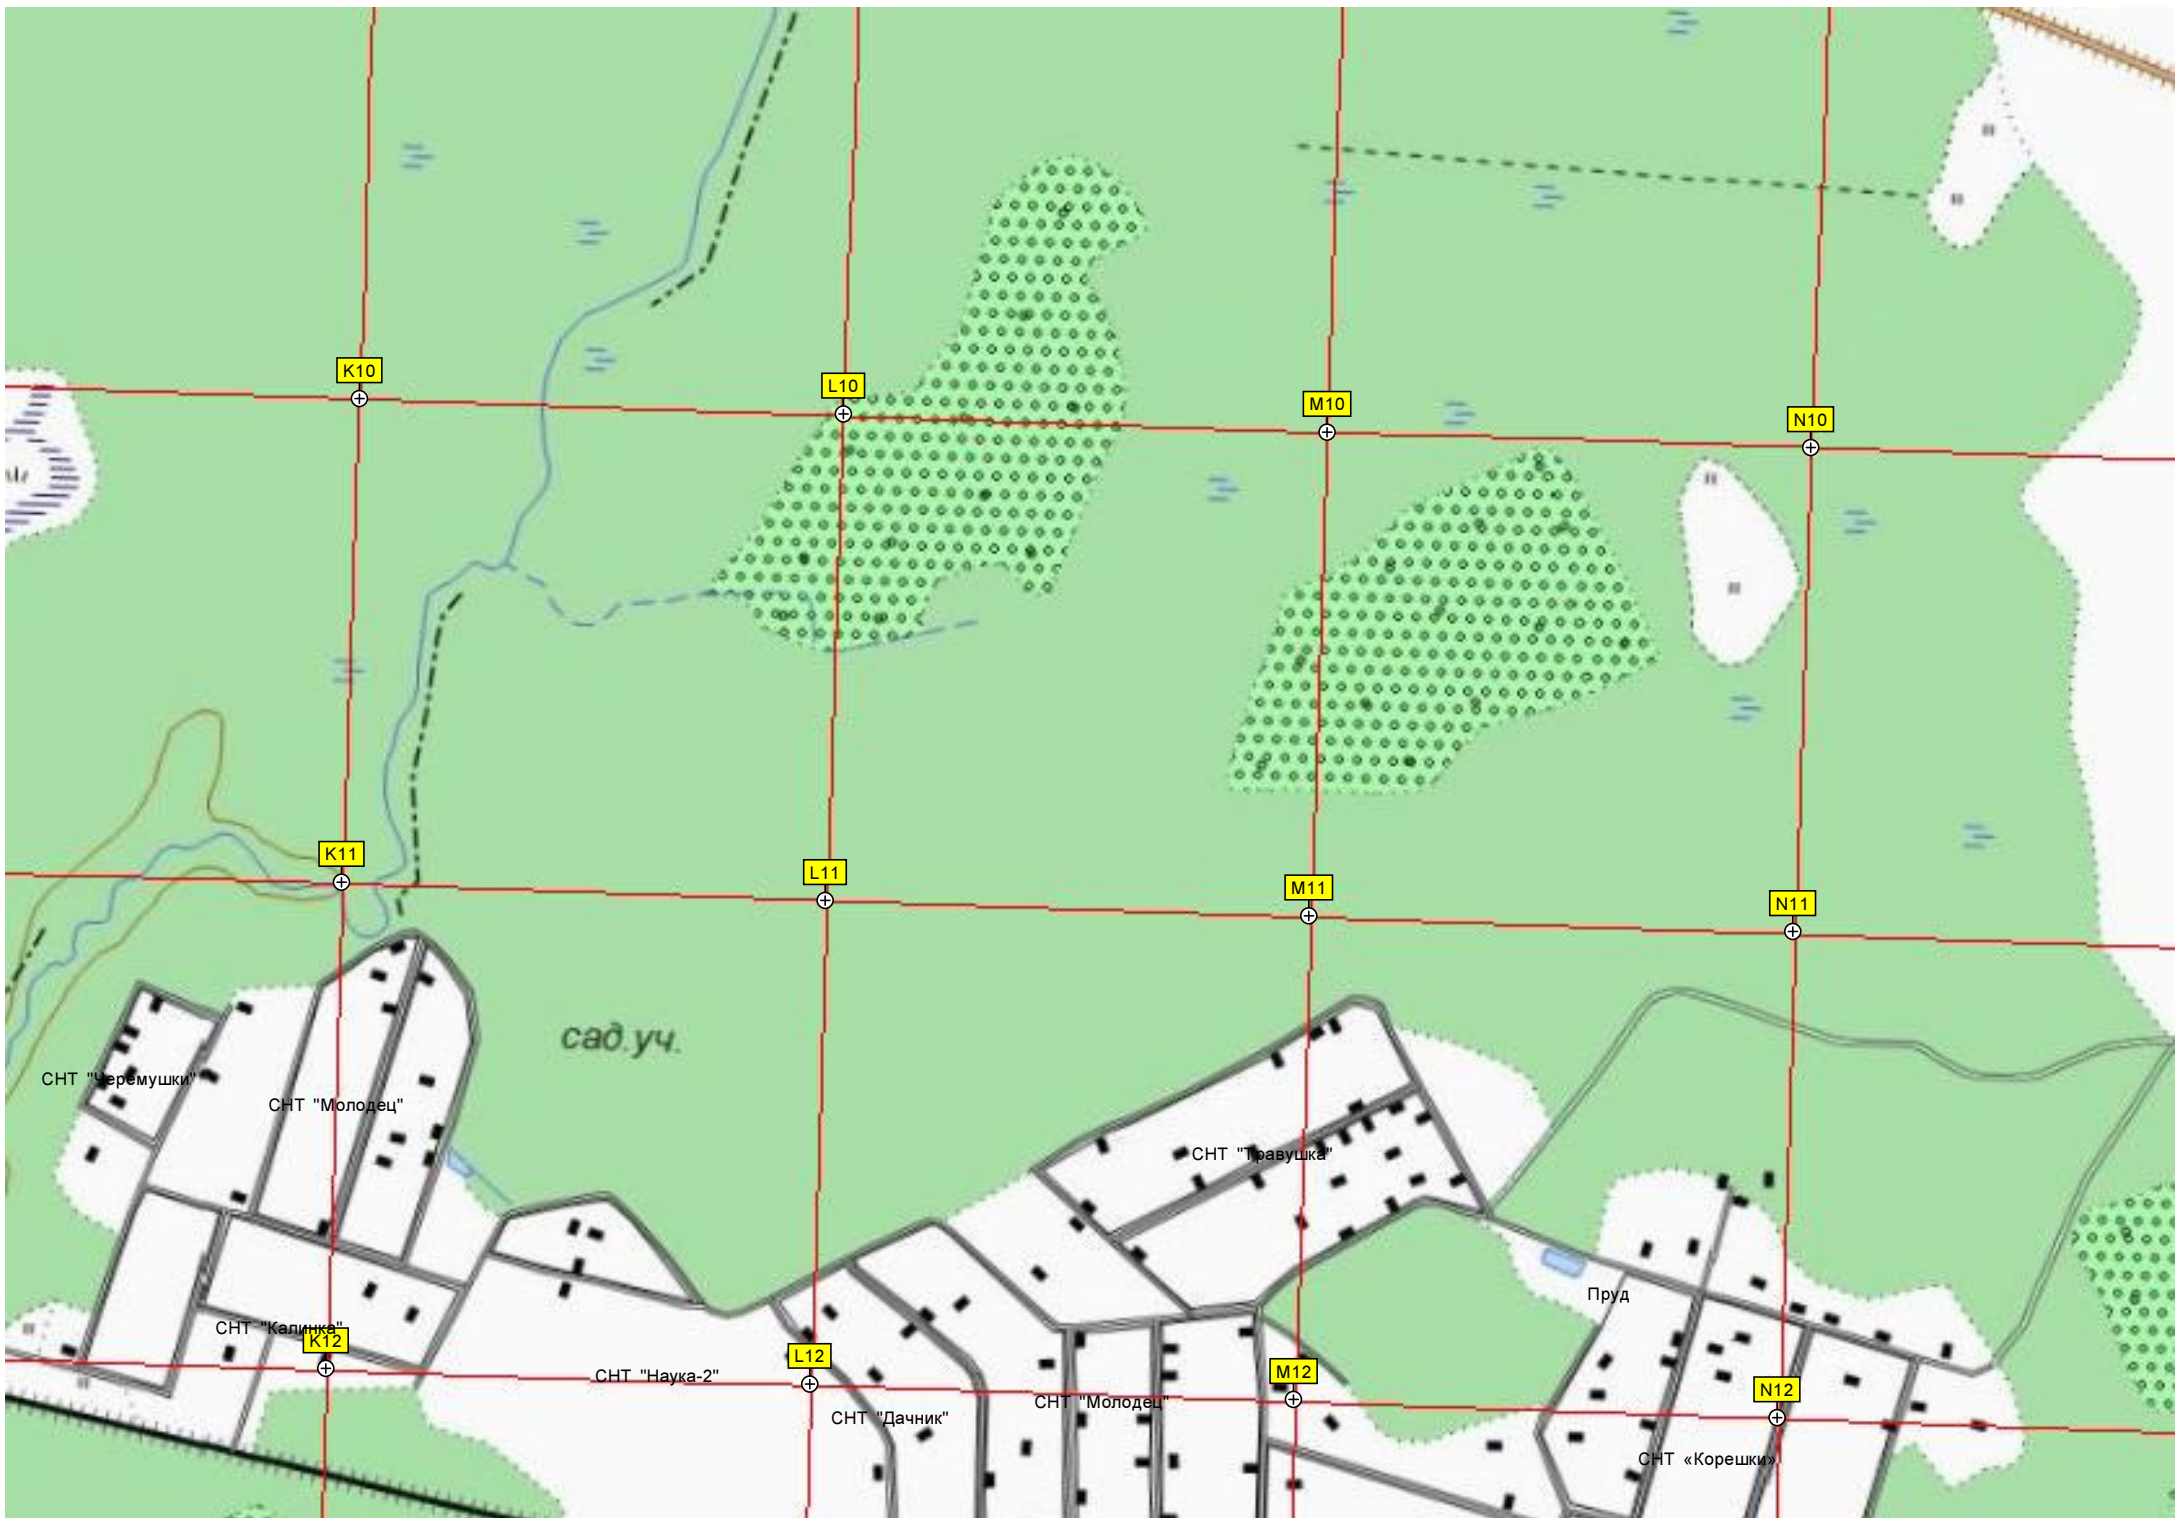 K10
L10
M10
N10
K11
L11
M11
N11
сад.уч.
СНТ "Черемушки"
СНТ "Молодец"
СНТ "Травушка"
Пруд
СНТ "Калинка"
K12
L12
M12
N12
СНТ "Наука-2"
СНТ "Молодец"
СНТ "Дачник"
СНТ «Корешки»